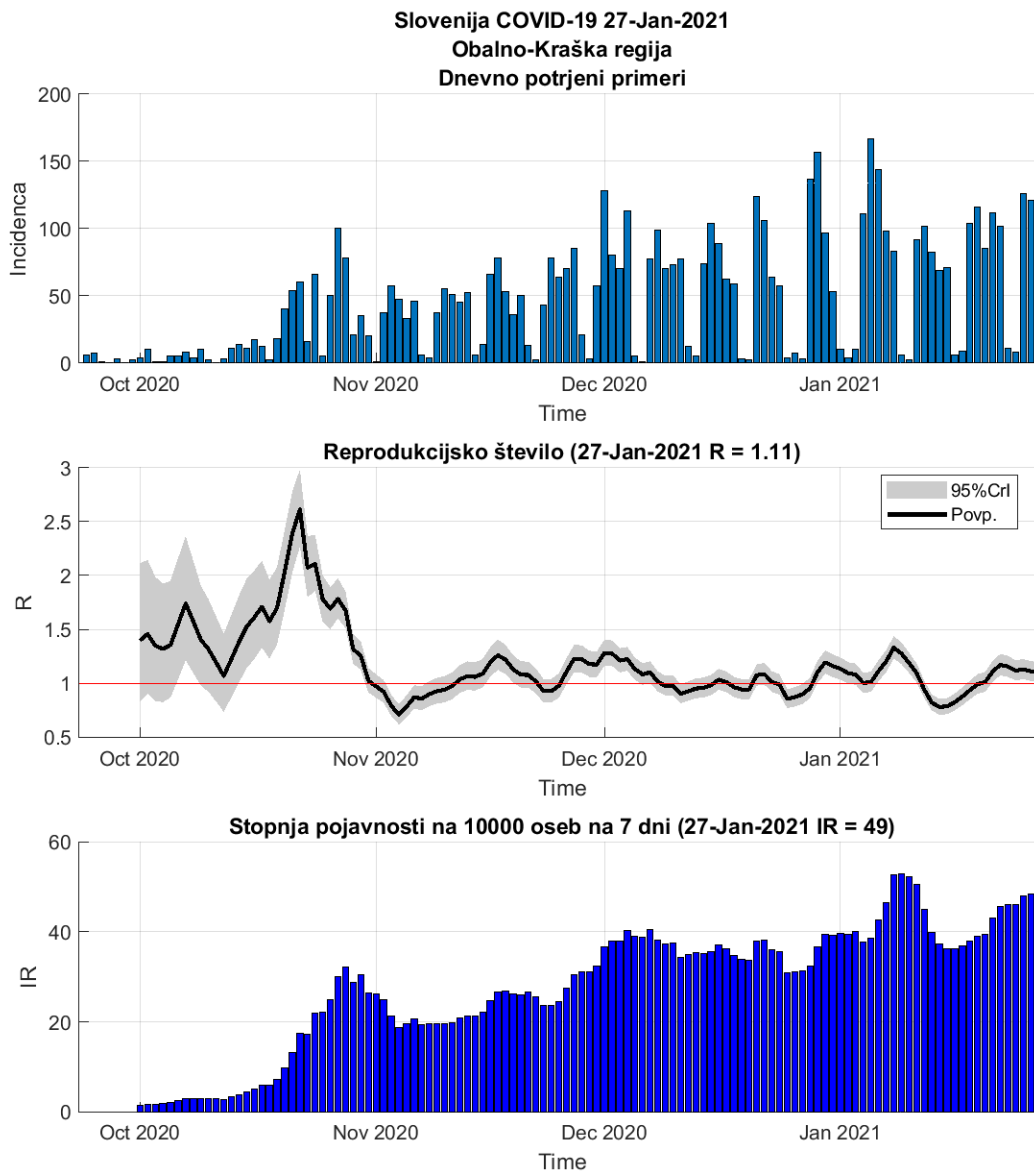 Slovenija COVID-19 27-Jan-2021
Obalno-Kraška regija
Dnevno potrjeni primeri
200
150
100
50
0
Incidenca
Oct 2020 Nov 2020 Dec 2020 Jan 2021
Time
Reprodukcijsko število (27-Jan-2021 R = 1.11)
3
2.5
2
1.5
1
0.5
R
95%CrI
Povp.
Oct 2020 Nov 2020 Dec 2020 Jan 2021
Time
Stopnja pojavnosti na 10000 oseb na 7 dni (27-Jan-2021 IR = 49)
60
40
20
0
IR
Oct 2020 Nov 2020 Dec 2020 Jan 2021
Time